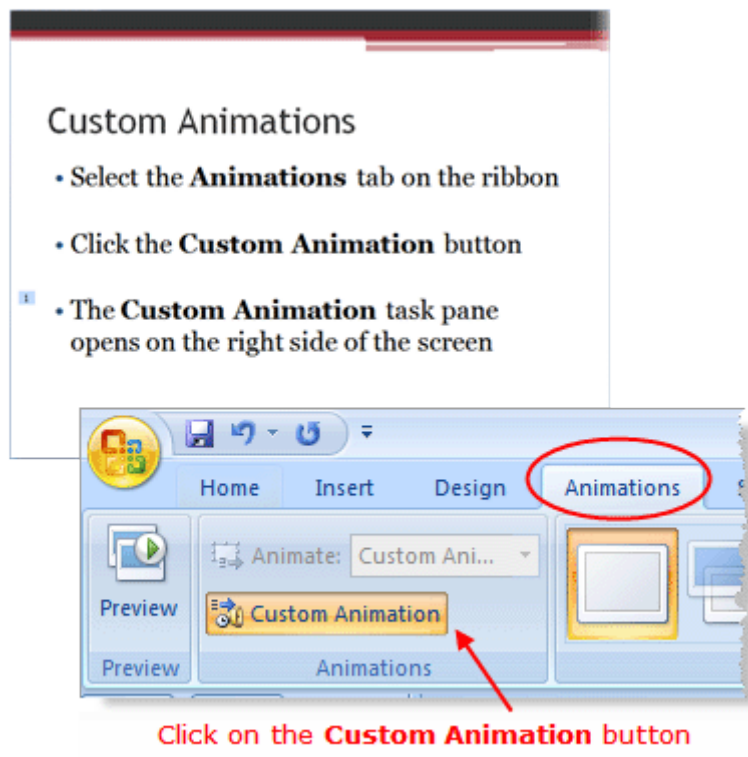 Custom Animations
• Select the Animations tab on the ribbon
• Click the Custom Animation button
1
• The Custom Animation task pane
opens on the right side of the screen
Home Insert Design Animations
Animate: Custom Ani...
Preview
Custom Animation
Preview Animations
Click on the Custom Animation button